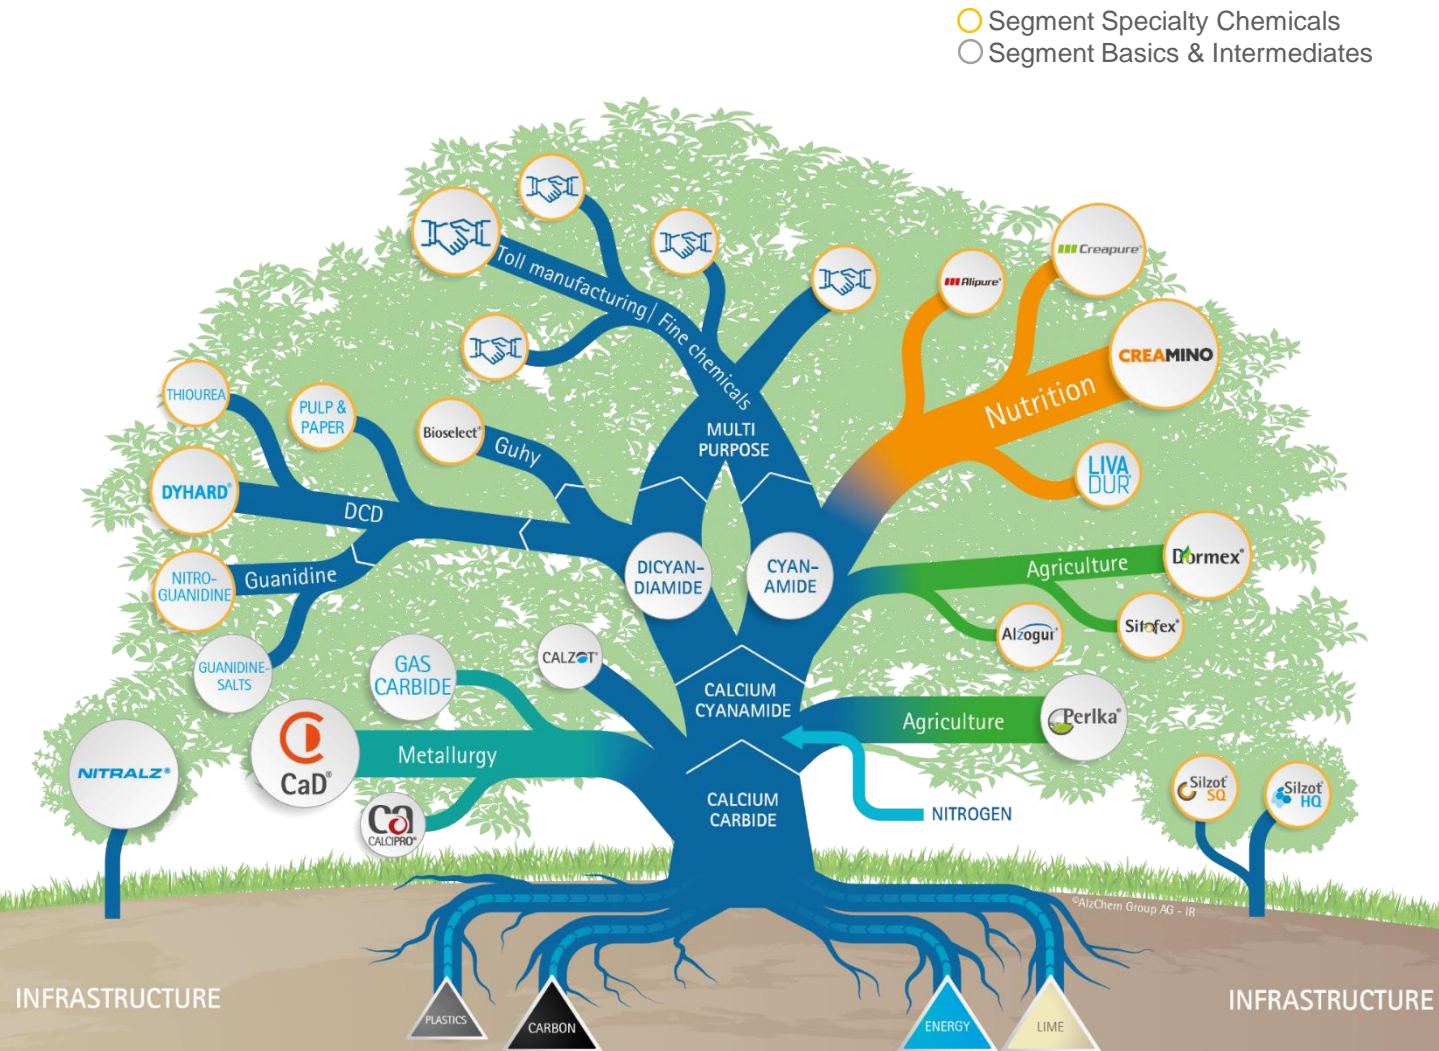 Segment Specialty Chemicals
Segment Basics & Intermediates
Toll manufacturing | Fine chemicals
Alipure®
Creapure®
CREAMINO
Nutrition
LIVA
DUR®
THIOUREA
PULP &
PAPER
Bioselect®
Guhy
MULTI
PURPOSE
DYHARD®
DCD
NITRO-
GUANIDINE
Guanidine
DICYAN-
DIAMIDE
CYAN-
AMIDE
Agriculture
Dormex®
Alzogur®
Sitofex®
GUANIDINE-
SALTS
GAS
CARBIDE
CALZOT®
CALCIUM
CYANAMIDE
Agriculture
Perlka®
NITRALZ®
CaD®
Metallurgy
CALCIUM
CARBIDE
NITROGEN
Silzot®
SQ
Silzot®
HQ
ca
CALCIPRO®
©AlzChem Group AG - IR
INFRASTRUCTURE
PLASTICS
CARBON
ENERGY
LIME
INFRASTRUCTURE